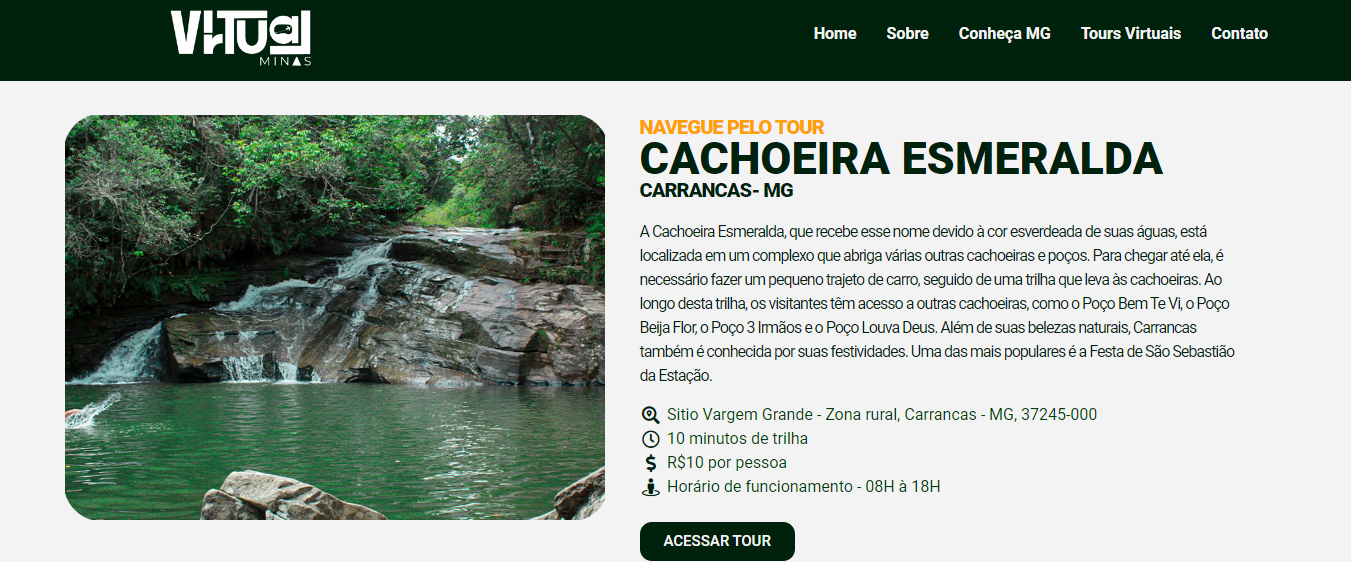 VIrTUal
MINAS
Home Sobre Conheça MG Tours Virtuais Contato
NAVEGUE PELO TOUR
CACHOEIRA ESMERALDA
CARRANCAS- MG
A Cachoeira Esmeralda, que recebe esse nome devido à cor esverdeada de suas águas, está
localizada em um complexo que abriga várias outras cachoeiras e poços. Para chegar até ela, é
necessário fazer um pequeno trajeto de carro, seguido de uma trilha que leva às cachoeiras. Ao
longo desta trilha, os visitantes têm acesso a outras cachoeiras, como o Poço Bem Te Vi, o Poço
Beija Flor, o Poço 3 Irmãos e o Poço Louva Deus. Além de suas belezas naturais, Carrancas
também é conhecida por suas festividades. Uma das mais populares é a Festa de São Sebastião
da Estação.
Sitio Vargem Grande - Zona rural, Carrancas - MG, 37245-000
10 minutos de trilha
R$10 por pessoa
Horário de funcionamento - 08H à 18H
ACESSAR TOUR